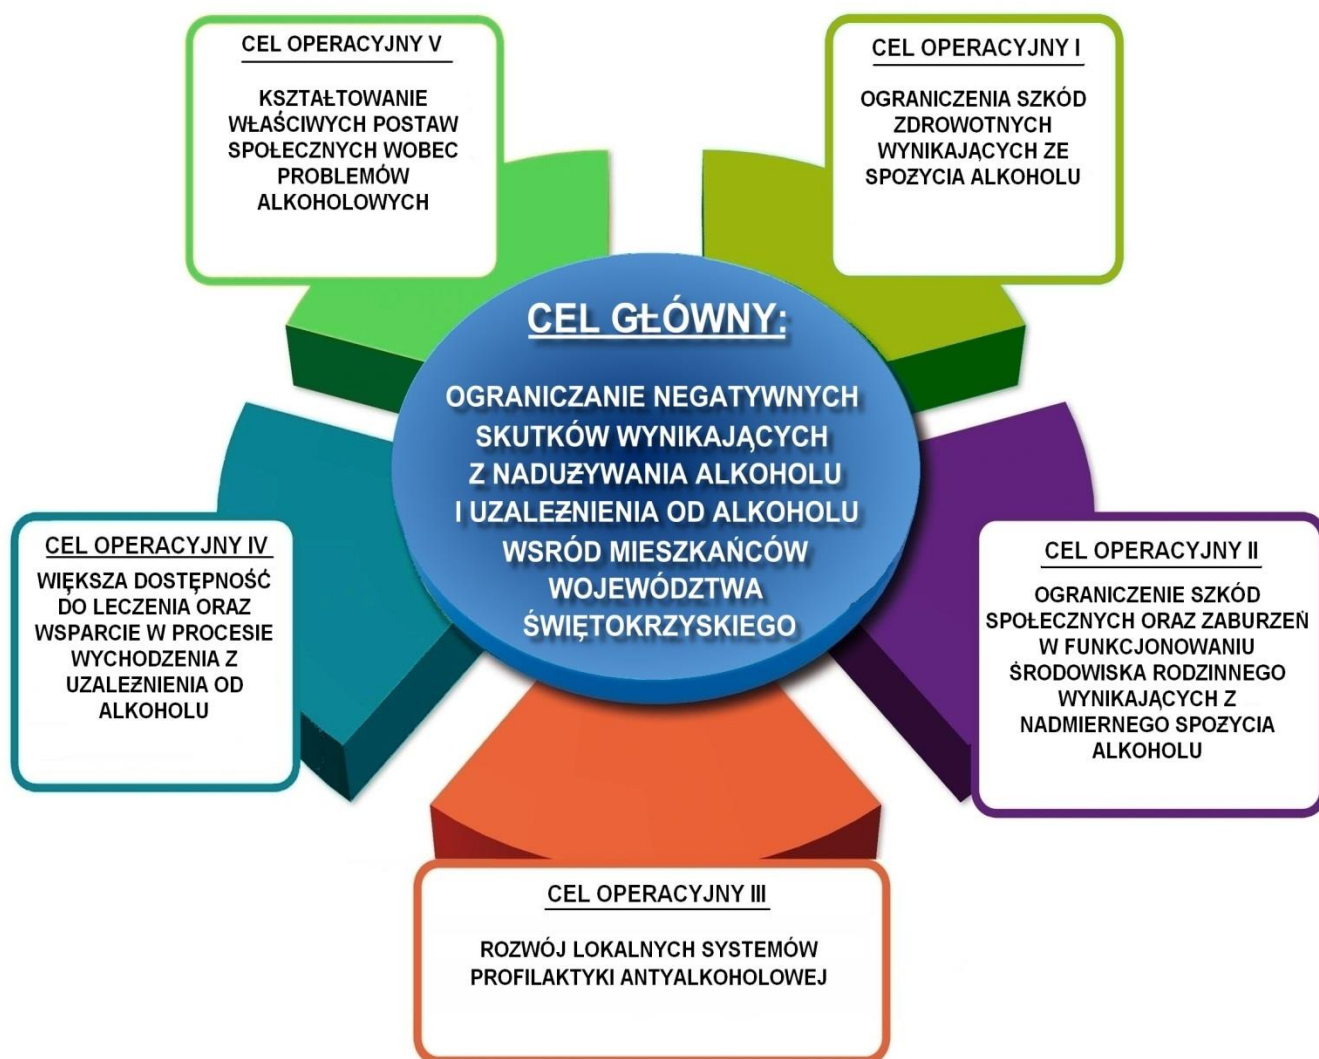 CEL OPERACYJNY V
KSZTAŁTOWANIE
WŁAŚCIWYCH POSTAW
SPOŁECZNYCH WOBEC
PROBLEMÓW
ALKOHOLOWYCH
CEL OPERACYJNY I
OGRANICZENIA SZKÓD
ZDROWOTNYCH
WYNIKAJĄCYCH ZE
SPOŻYCIA ALKOHOLU
CEL GŁÓWNY:
OGRANICZANIE NEGATYWNYCH
SKUTKÓW WYNIKAJĄCYCH
Z NADUŻYWANIA ALKOHOLU
I UZALEŻNIENIA OD ALKOHOLU
WSRÓD MIESZKAŃCÓW
WOJEWÓDZTWA
ŚWIĘTOKRZYSKIEGO
CEL OPERACYJNY IV
WIĘKSZA DOSTĘPNOŚĆ
DO LECZENIA ORAZ
WSPARCIE W PROCESIE
WYCHODZENIA Z
UZALEŻNIENIA OD
ALKOHOLU
CEL OPERACYJNY II
OGRANICZENIE SZKÓD
SPOŁECZNYCH ORAZ ZABURZEŃ
W FUNKCJONOWANIU
ŚRODOWISKA RODZINNEGO
WYNIKAJĄCYCH Z
NADMIERNEGO SPOŻYCIA
ALKOHOLU
CEL OPERACYJNY III
ROZWÓJ LOKALNYCH SYSTEMÓW
PROFILAKTYKI ANTYALKOHOLOWEJ